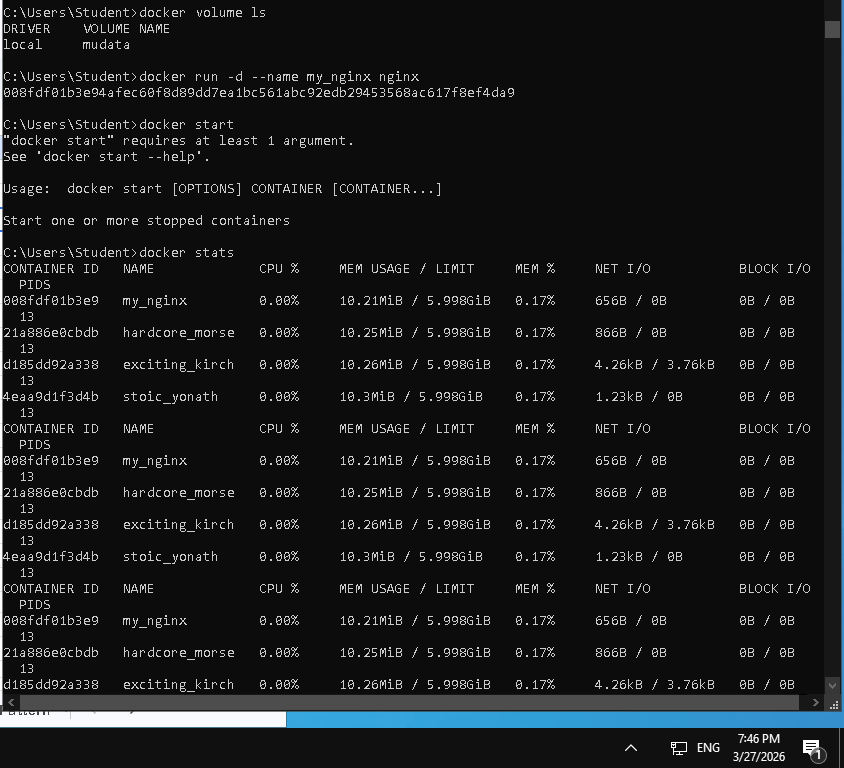 C:\Users\Student>docker volume ls
DRIVER    VOLUME NAME
local     mudata
C:\Users\Student>docker run -d --name my_nginx nginx
008fdf01b3e94afec60f8d89dd7ea1bc561abc92edb29453568ac617f8ef4da9
C:\Users\Student>docker start
"docker start" requires at least 1 argument.
See 'docker start --help'.
Usage:  docker start [OPTIONS] CONTAINER [CONTAINER...]
Start one or more stopped containers
C:\Users\Student>docker stats
CONTAINER ID   NAME             CPU %     MEM USAGE / LIMIT     MEM %     NET I/O           BLOCK I/O
  PIDS
008fdf01b3e9   my_nginx         0.00%     10.21MiB / 5.998GiB   0.17%     656B / 0B         0B / 0B
  13
21a886e0cbdb   hardcore_morse   0.00%     10.25MiB / 5.998GiB   0.17%     866B / 0B         0B / 0B
  13
d185dd92a338   exciting_kirch   0.00%     10.26MiB / 5.998GiB   0.17%     4.26kB / 3.76kB   0B / 0B
  13
4eaa9d1f3d4b   stoic_yonath     0.00%     10.3MiB / 5.998GiB    0.17%     1.23kB / 0B       0B / 0B
  13
CONTAINER ID   NAME             CPU %     MEM USAGE / LIMIT     MEM %     NET I/O           BLOCK I/O
  PIDS
008fdf01b3e9   my_nginx         0.00%     10.21MiB / 5.998GiB   0.17%     656B / 0B         0B / 0B
  13
21a886e0cbdb   hardcore_morse   0.00%     10.25MiB / 5.998GiB   0.17%     866B / 0B         0B / 0B
  13
d185dd92a338   exciting_kirch   0.00%     10.26MiB / 5.998GiB   0.17%     4.26kB / 3.76kB   0B / 0B
  13
4eaa9d1f3d4b   stoic_yonath     0.00%     10.3MiB / 5.998GiB    0.17%     1.23kB / 0B       0B / 0B
  13
CONTAINER ID   NAME             CPU %     MEM USAGE / LIMIT     MEM %     NET I/O           BLOCK I/O
  PIDS
008fdf01b3e9   my_nginx         0.00%     10.21MiB / 5.998GiB   0.17%     656B / 0B         0B / 0B
  13
21a886e0cbdb   hardcore_morse   0.00%     10.25MiB / 5.998GiB   0.17%     866B / 0B         0B / 0B
  13
d185dd92a338   exciting_kirch   0.00%     10.26MiB / 5.998GiB   0.17%     4.26kB / 3.76kB   0B / 0B
ENG
7:46 PM
3/27/2026
1